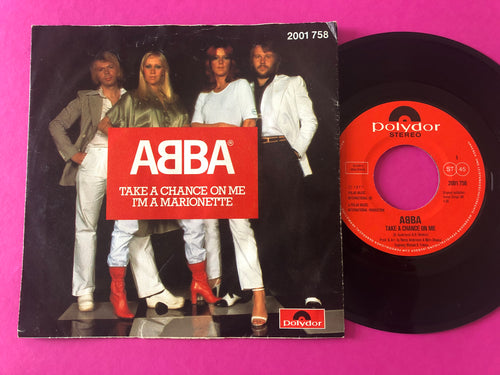 2001 758
ABBA®
TAKE A CHANCE ON ME
I'M A MARIONETTE
Polydor
Polydor
STEREO
1
ST 45
2001 758
ABBA
TAKE A CHANCE ON ME